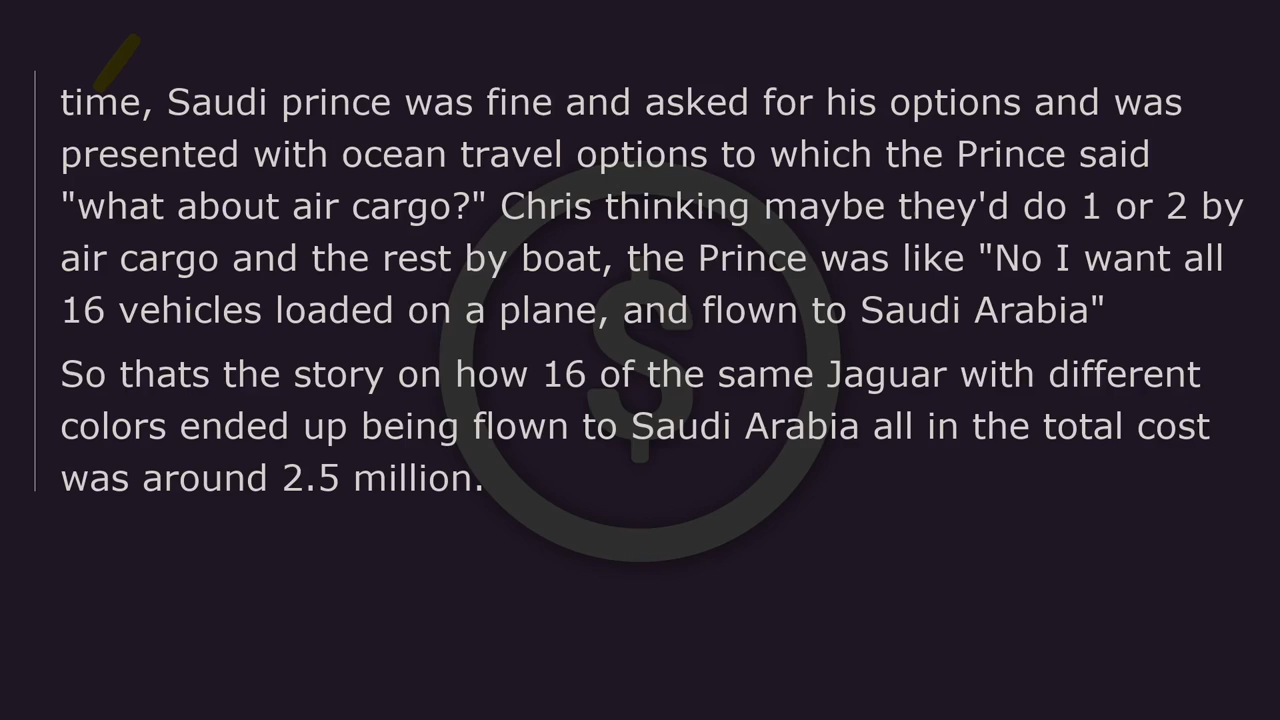 time, Saudi prince was fine and asked for his options and was
presented with ocean travel options to which the Prince said
"what about air cargo?" Chris thinking maybe they'd do 1 or 2 by
air cargo and the rest by boat, the Prince was like "No I want all
16 vehicles loaded on a plane, and flown to Saudi Arabia"
So thats the story on how 16 of the same Jaguar with different
colors ended up being flown to Saudi Arabia all in the total cost
was around 2.5 million.